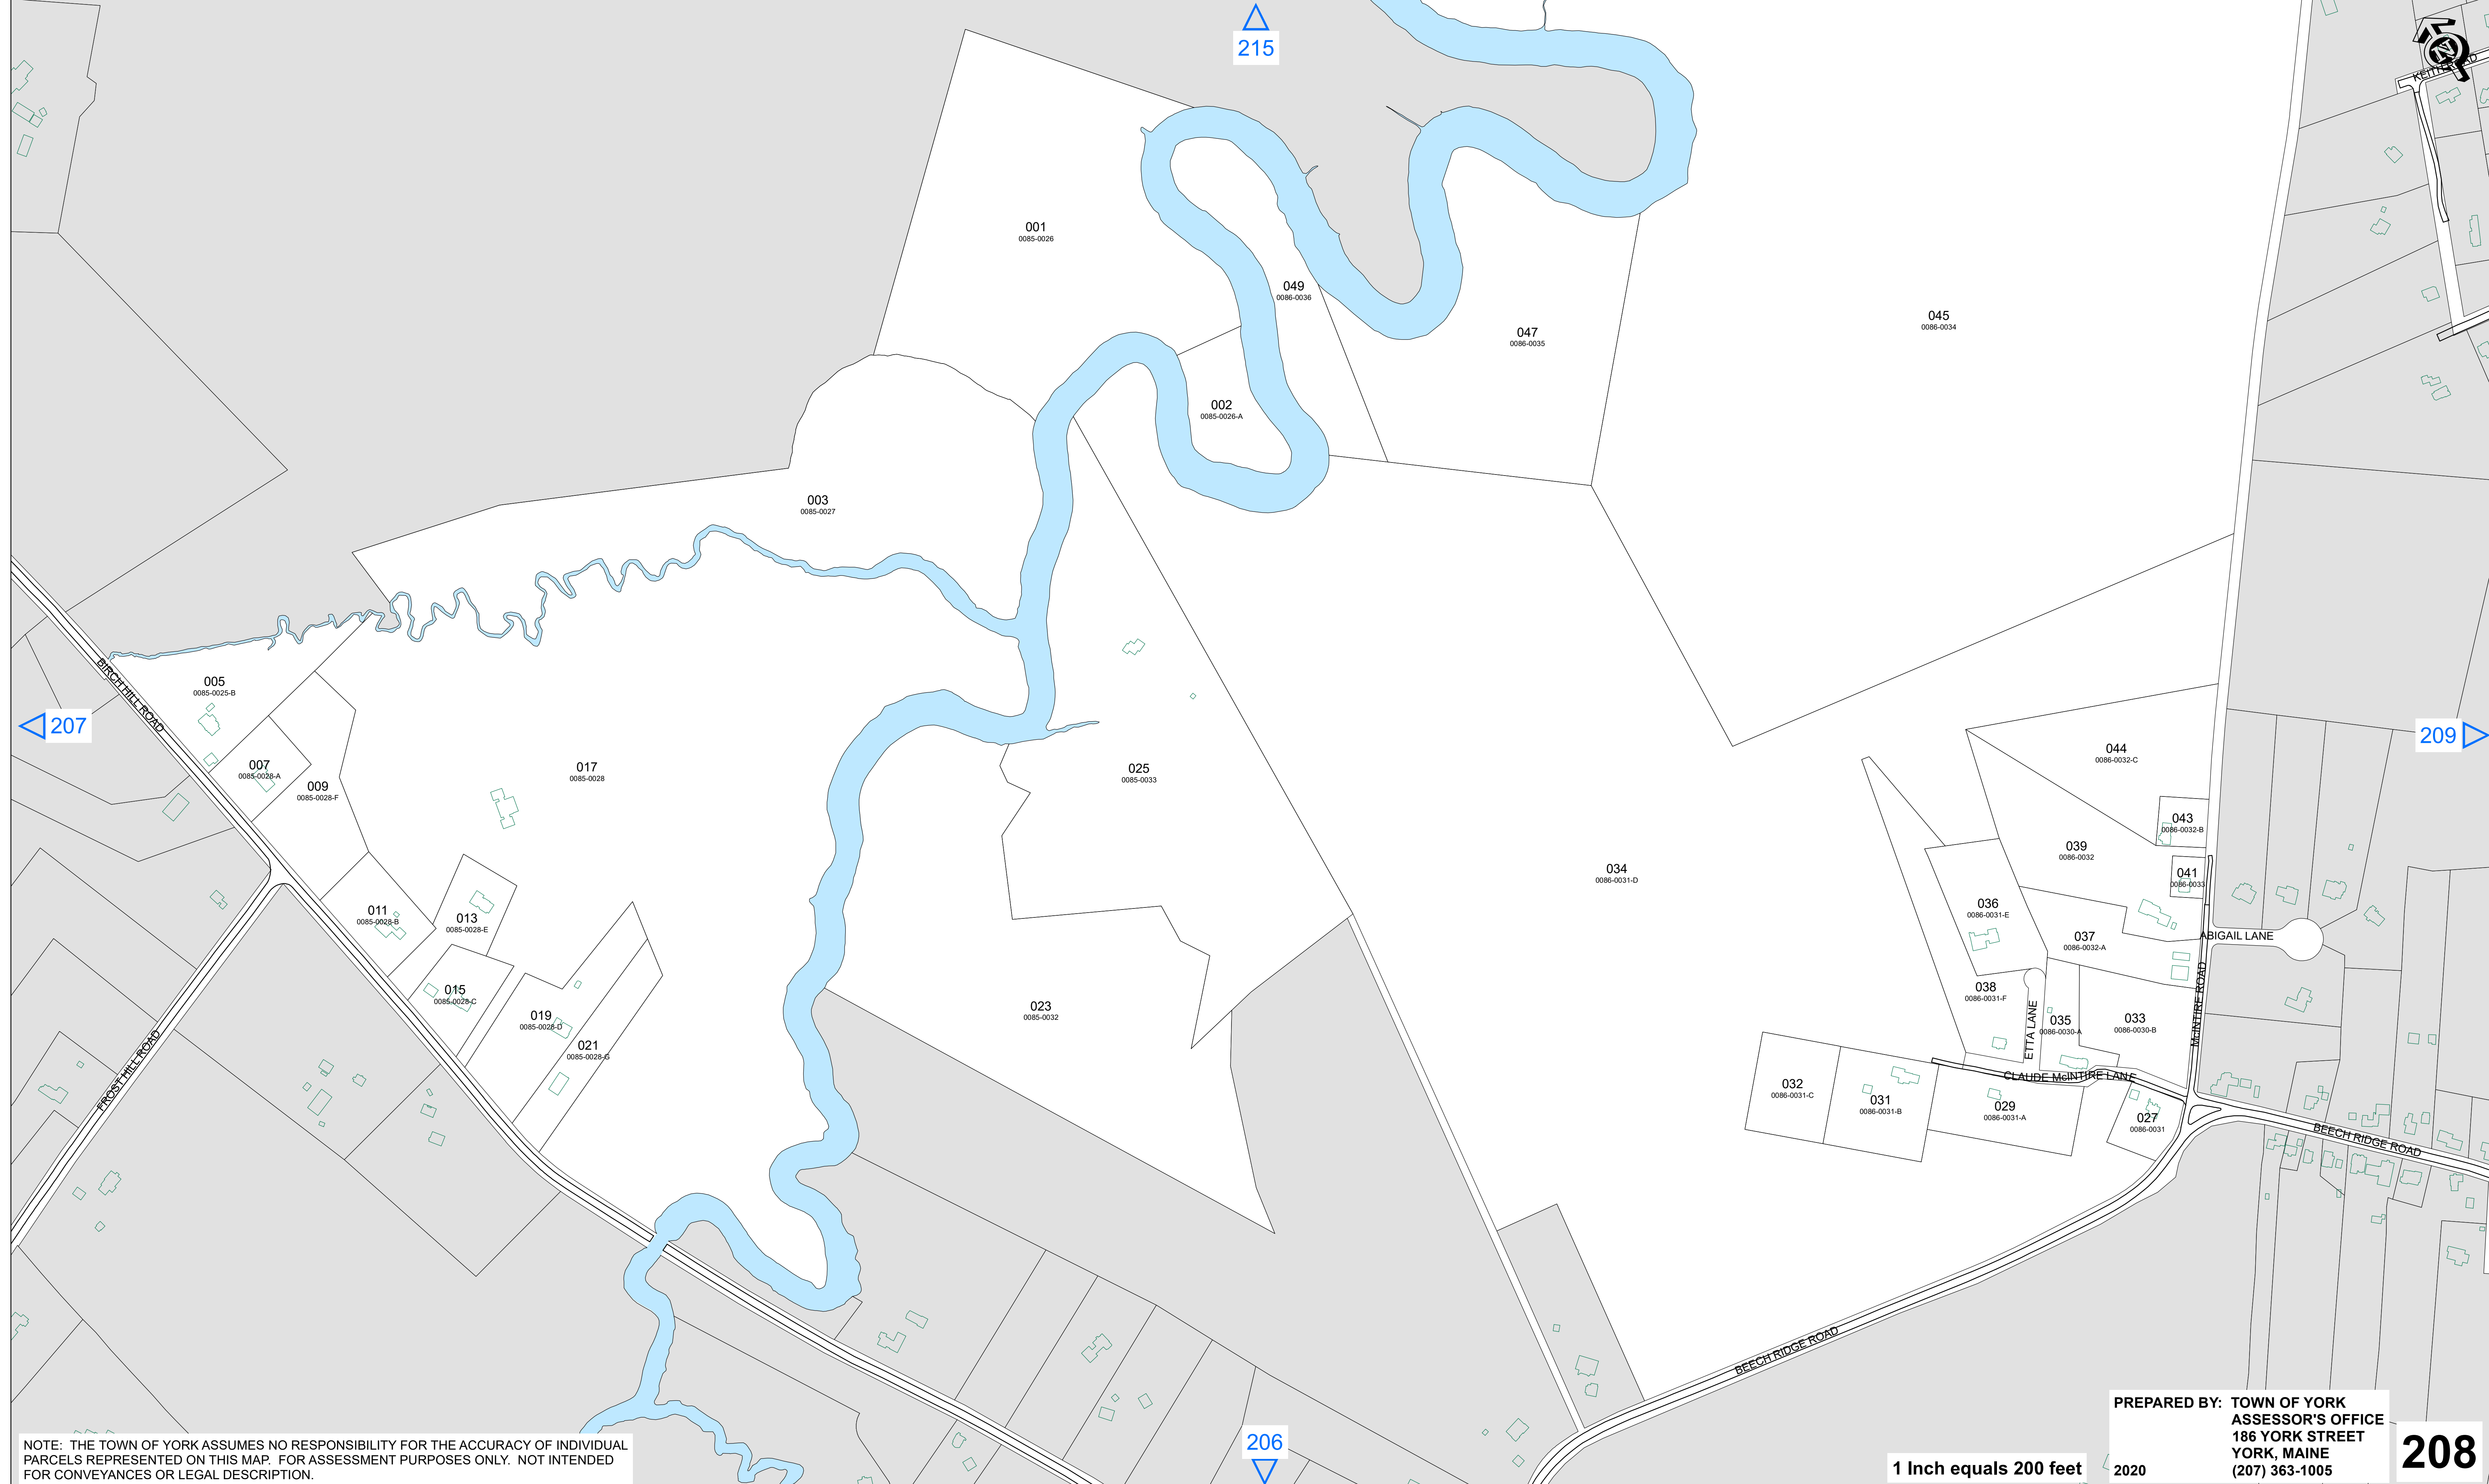 215
N
KEITH ROAD
001
0085-0026
049
0086-0036
047
0086-0035
045
0086-0034
002
0085-0026-A
003
0085-0027
005
0085-0025-B
BIRCH HILL ROAD
207
209
007
0085-0028-A
009
0085-0028-F
017
0085-0028
025
0085-0033
044
0086-0032-C
043
0086-0032-B
039
0086-0032
041
0086-0033
034
0086-0031-D
036
0086-0031-E
037
0086-0032-A
ABIGAIL LANE
011
0085-0028-B
013
0085-0028-E
015
0085-0028-C
019
0085-0028-D
021
0085-0028-G
023
0085-0032
038
0086-0031-F
ETTA LANE
035
0086-0030-A
033
0086-0030-B
McINTIRE ROAD
CLAUDE McINTIRE LANE
032
0086-0031-C
031
0086-0031-B
029
0086-0031-A
027
0086-0031
BEECH RIDGE ROAD
FROST HILL ROAD
BEECH RIDGE ROAD
206
NOTE: THE TOWN OF YORK ASSUMES NO RESPONSIBILITY FOR THE ACCURACY OF INDIVIDUAL
PARCELS REPRESENTED ON THIS MAP. FOR ASSESSMENT PURPOSES ONLY. NOT INTENDED
FOR CONVEYANCES OR LEGAL DESCRIPTION.
1 Inch equals 200 feet
PREPARED BY: TOWN OF YORK
ASSESSOR'S OFFICE
186 YORK STREET
YORK, MAINE
2020 (207) 363-1005
208